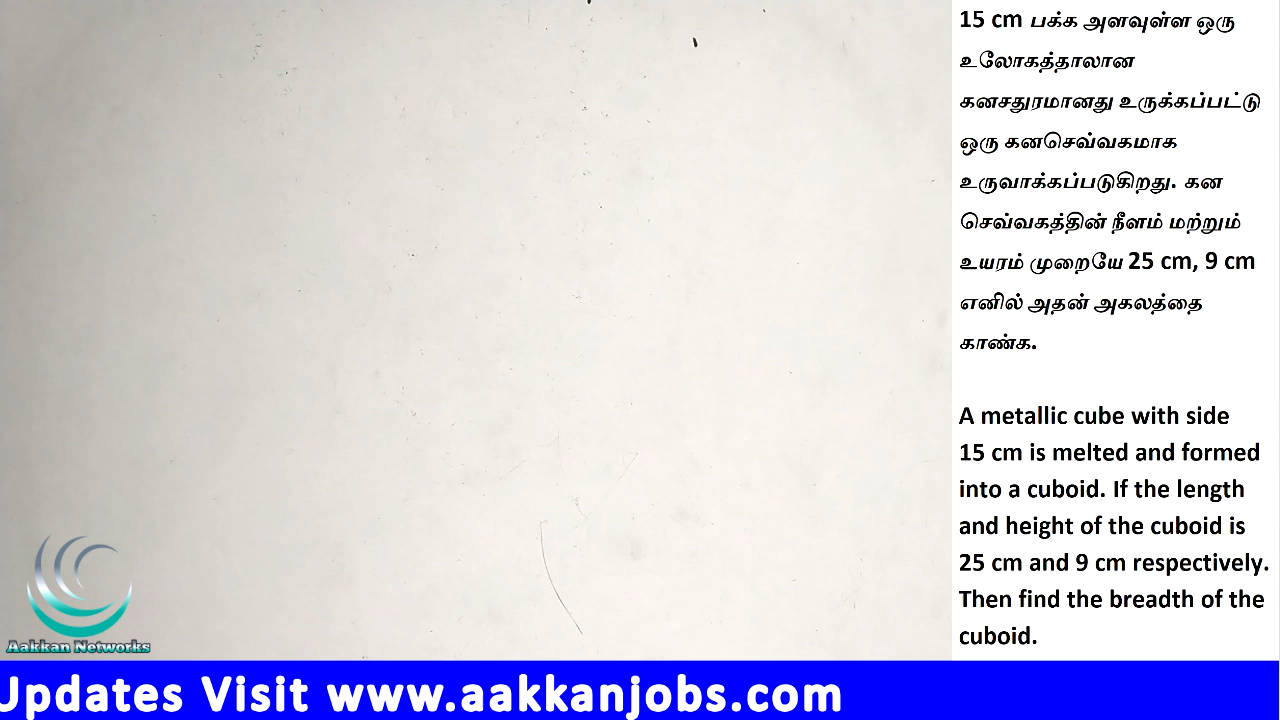 15 cm பக்க அளவுள்ள ஒரு
உலோகத்தாலான
கனசதுரமானது உருக்கப்பட்டு
ஒரு கனசெவ்வகமாக
உருவாக்கப்படுகிறது. கன
செவ்வகத்தின் நீளம் மற்றும்
உயரம் முறையே 25 cm, 9 cm
எனில் அதன் அகலத்தை
காண்க.
A metallic cube with side
15 cm is melted and formed
into a cuboid. If the length
and height of the cuboid is
25 cm and 9 cm respectively.
Then find the breadth of the
cuboid.
Aakkan Networks
Updates Visit www.aakkanjobs.com